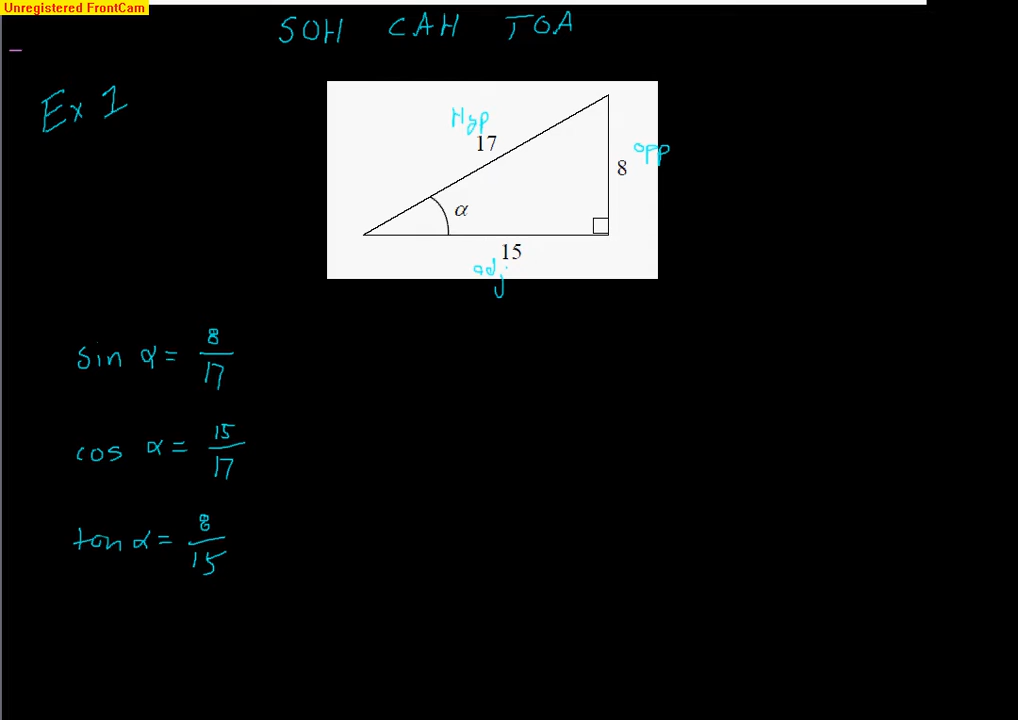 Unregistered FrontCam
SOH CAH TOA
Ex 1
Hyp
17
opp
8
α
15
adj
sin α = 8/17
cos α = 15/17
tan α = 8/15